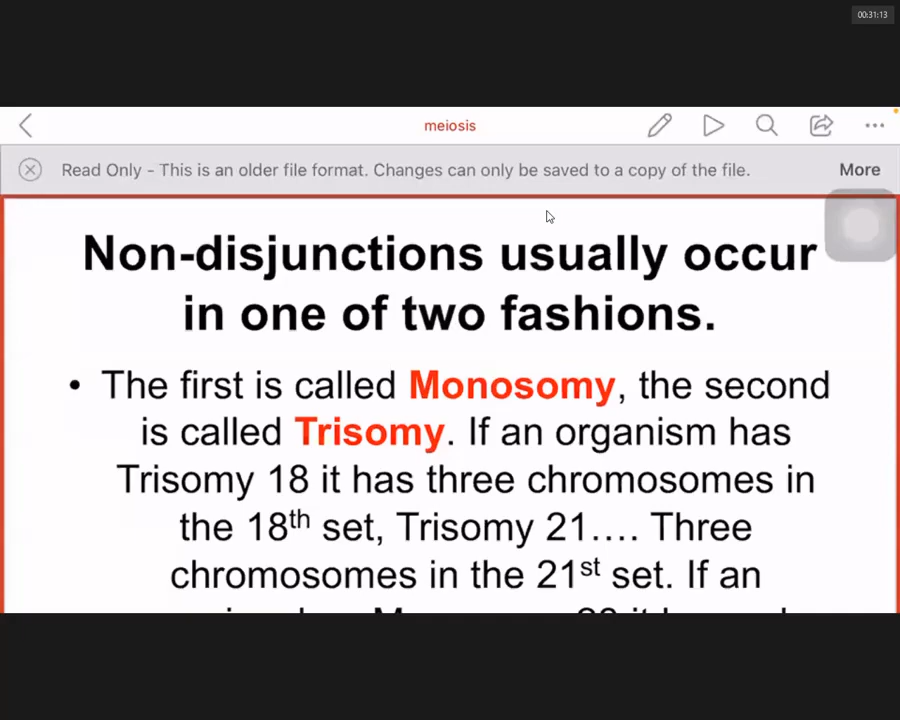 00:31:13
meiosis
Read Only - This is an older file format. Changes can only be saved to a copy of the file. More
Non-disjunctions usually occur
in one of two fashions.
• The first is called Monosomy, the second
is called Trisomy. If an organism has
Trisomy 18 it has three chromosomes in
the 18th set, Trisomy 21…. Three
chromosomes in the 21st set. If an